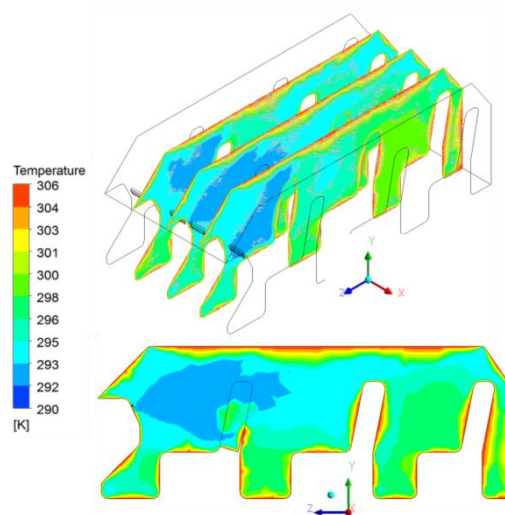 Temperature
306
304
303
301
300
298
296
295
293
292
290
[K]
Y
Z
X
Y
Z
X